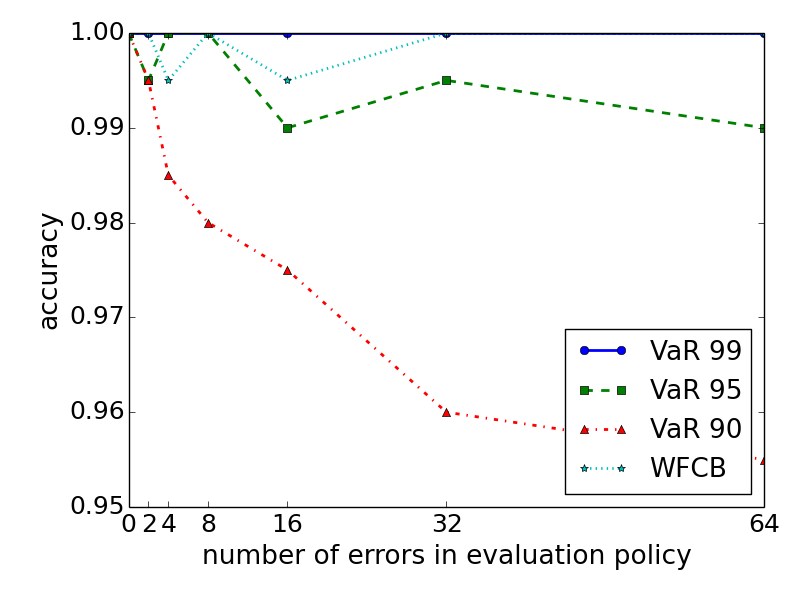 1.00
0.99
0.98
0.97
0.96
0.95
accuracy
0 2 4 8 16 32 64
number of errors in evaluation policy
VaR 99
VaR 95
VaR 90
WFCB